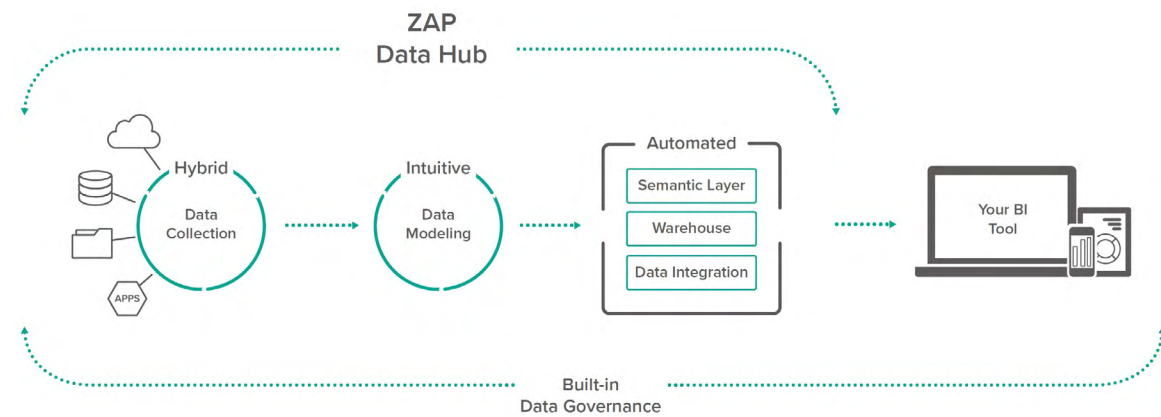 ZAP
Data Hub
Hybrid
Data
Collection
APPS
Intuitive
Data
Modeling
Automated
Semantic Layer
Warehouse
Data Integration
Your BI
Tool
Built-in
Data Governance